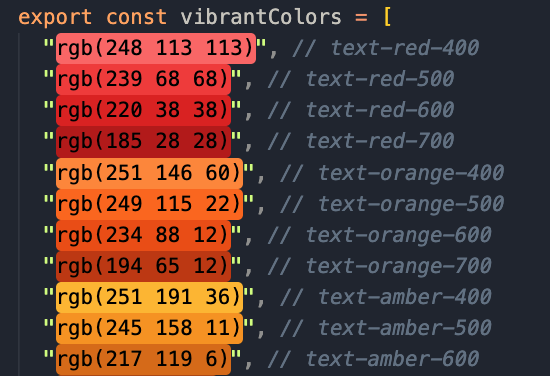 export const vibrantColors = [
"rgb(248 113 113)", // text-red-400
"rgb(239 68 68)", // text-red-500
"rgb(220 38 38)", // text-red-600
"rgb(185 28 28)", // text-red-700
"rgb(251 146 60)", // text-orange-400
"rgb(249 115 22)", // text-orange-500
"rgb(234 88 12)", // text-orange-600
"rgb(194 65 12)", // text-orange-700
"rgb(251 191 36)", // text-amber-400
"rgb(245 158 11)", // text-amber-500
"rgb(217 119 6)", // text-amber-600